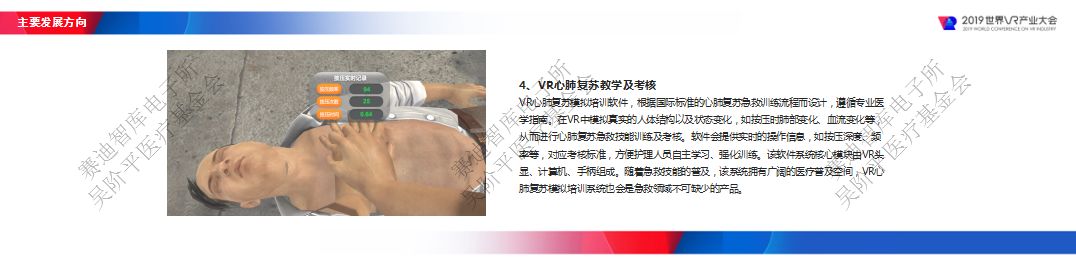 主要发展方向
2019世界VR产业大会
2019 WORLD CONFERENCE ON VR INDUSTRY
按压实时记录
按压频率 94
按压次数 25
按压时间 6.64
4、VR心肺复苏教学及考核
VR心肺复苏模拟培训软件，根据国际标准的心肺复苏急救训练流程而设计，遵循专业医
学指南。在VR中模拟真实的人体结构以及状态变化，如按压时肺部变化、血流变化等，
从而进行心肺复苏急救技能训练及考核。软件会提供实时的操作信息，如按压深度、频
率等，对应考核标准，方便护理人员自主学习、强化训练。该软件系统核心模块由VR头
显、计算机、手柄组成。随着急救技能的普及，该系统拥有广阔的医疗普及空间，VR心
肺复苏模拟培训系统也会是急救领域不可缺少的产品。
赛迪智库电子所
吴阶平医疗基金会
赛迪智库电子所
吴阶平医疗基金会
赛迪智库电子所
吴阶平医疗基金会